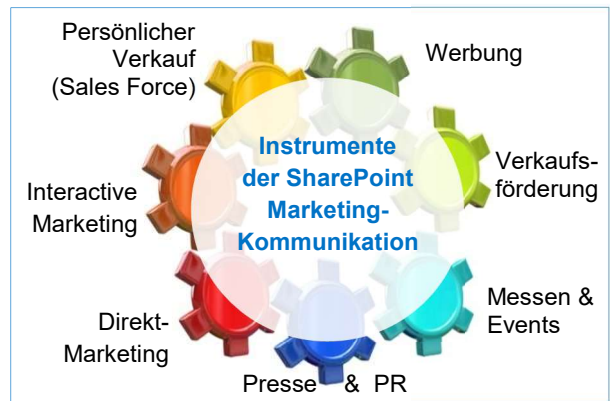 Persönlicher
Verkauf
(Sales Force)
Werbung
Instrumente
der SharePoint
Marketing-
Kommunikation
Verkaufs-
förderung
Interactive
Marketing
Messen &
Events
Direkt-
Marketing
Presse & PR